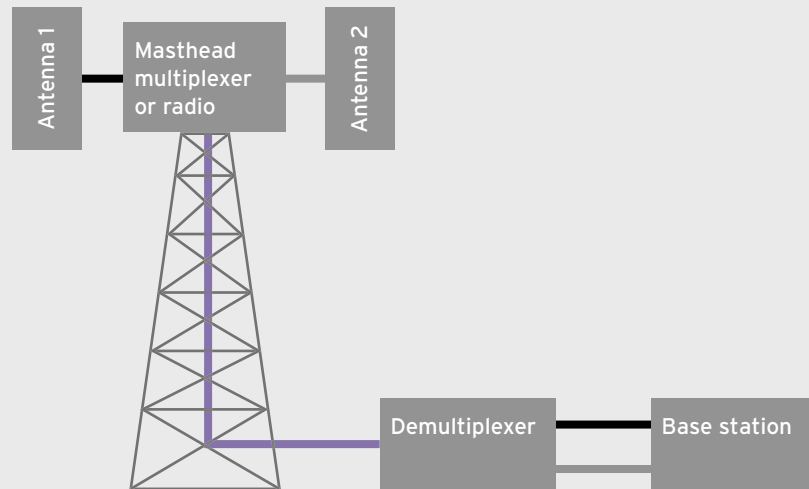 Antenna 1
Masthead
multiplexer
or radio
Antenna 2
Demultiplexer
Base station